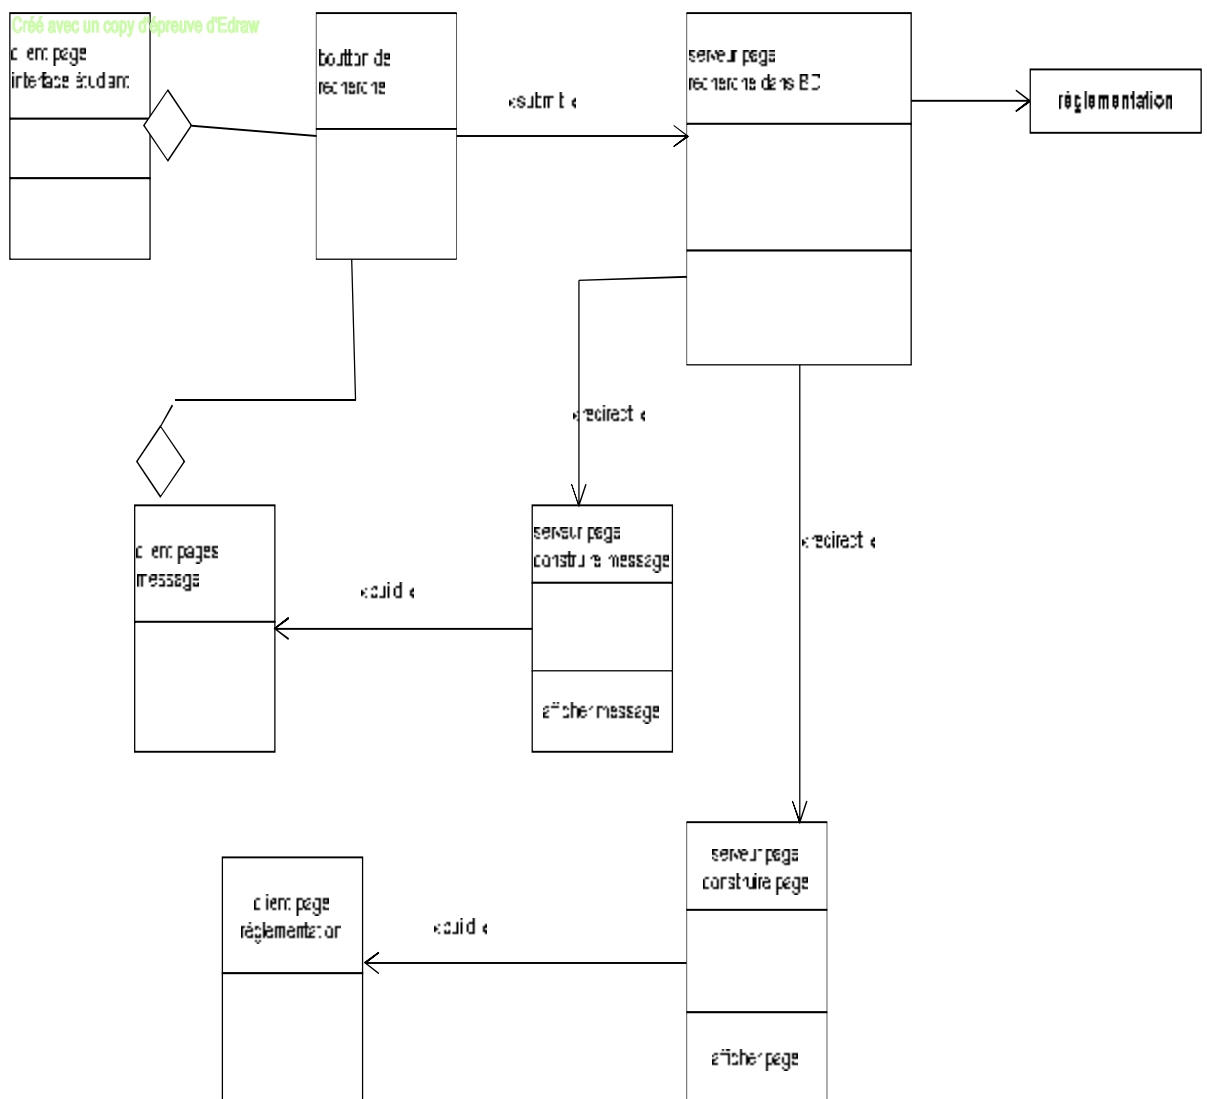 Créé avec un copy d'épreuve d'Edraw
client page
interface étudiant
boutton de
recherche
«submit «
serveur page
recherche dans BD
réglementation
«redirect «
«redirect «
client pages
message
«build «
serveur page
construire message
afficher message
serveur page
construire page
client page
réglementation
«build «
afficher page